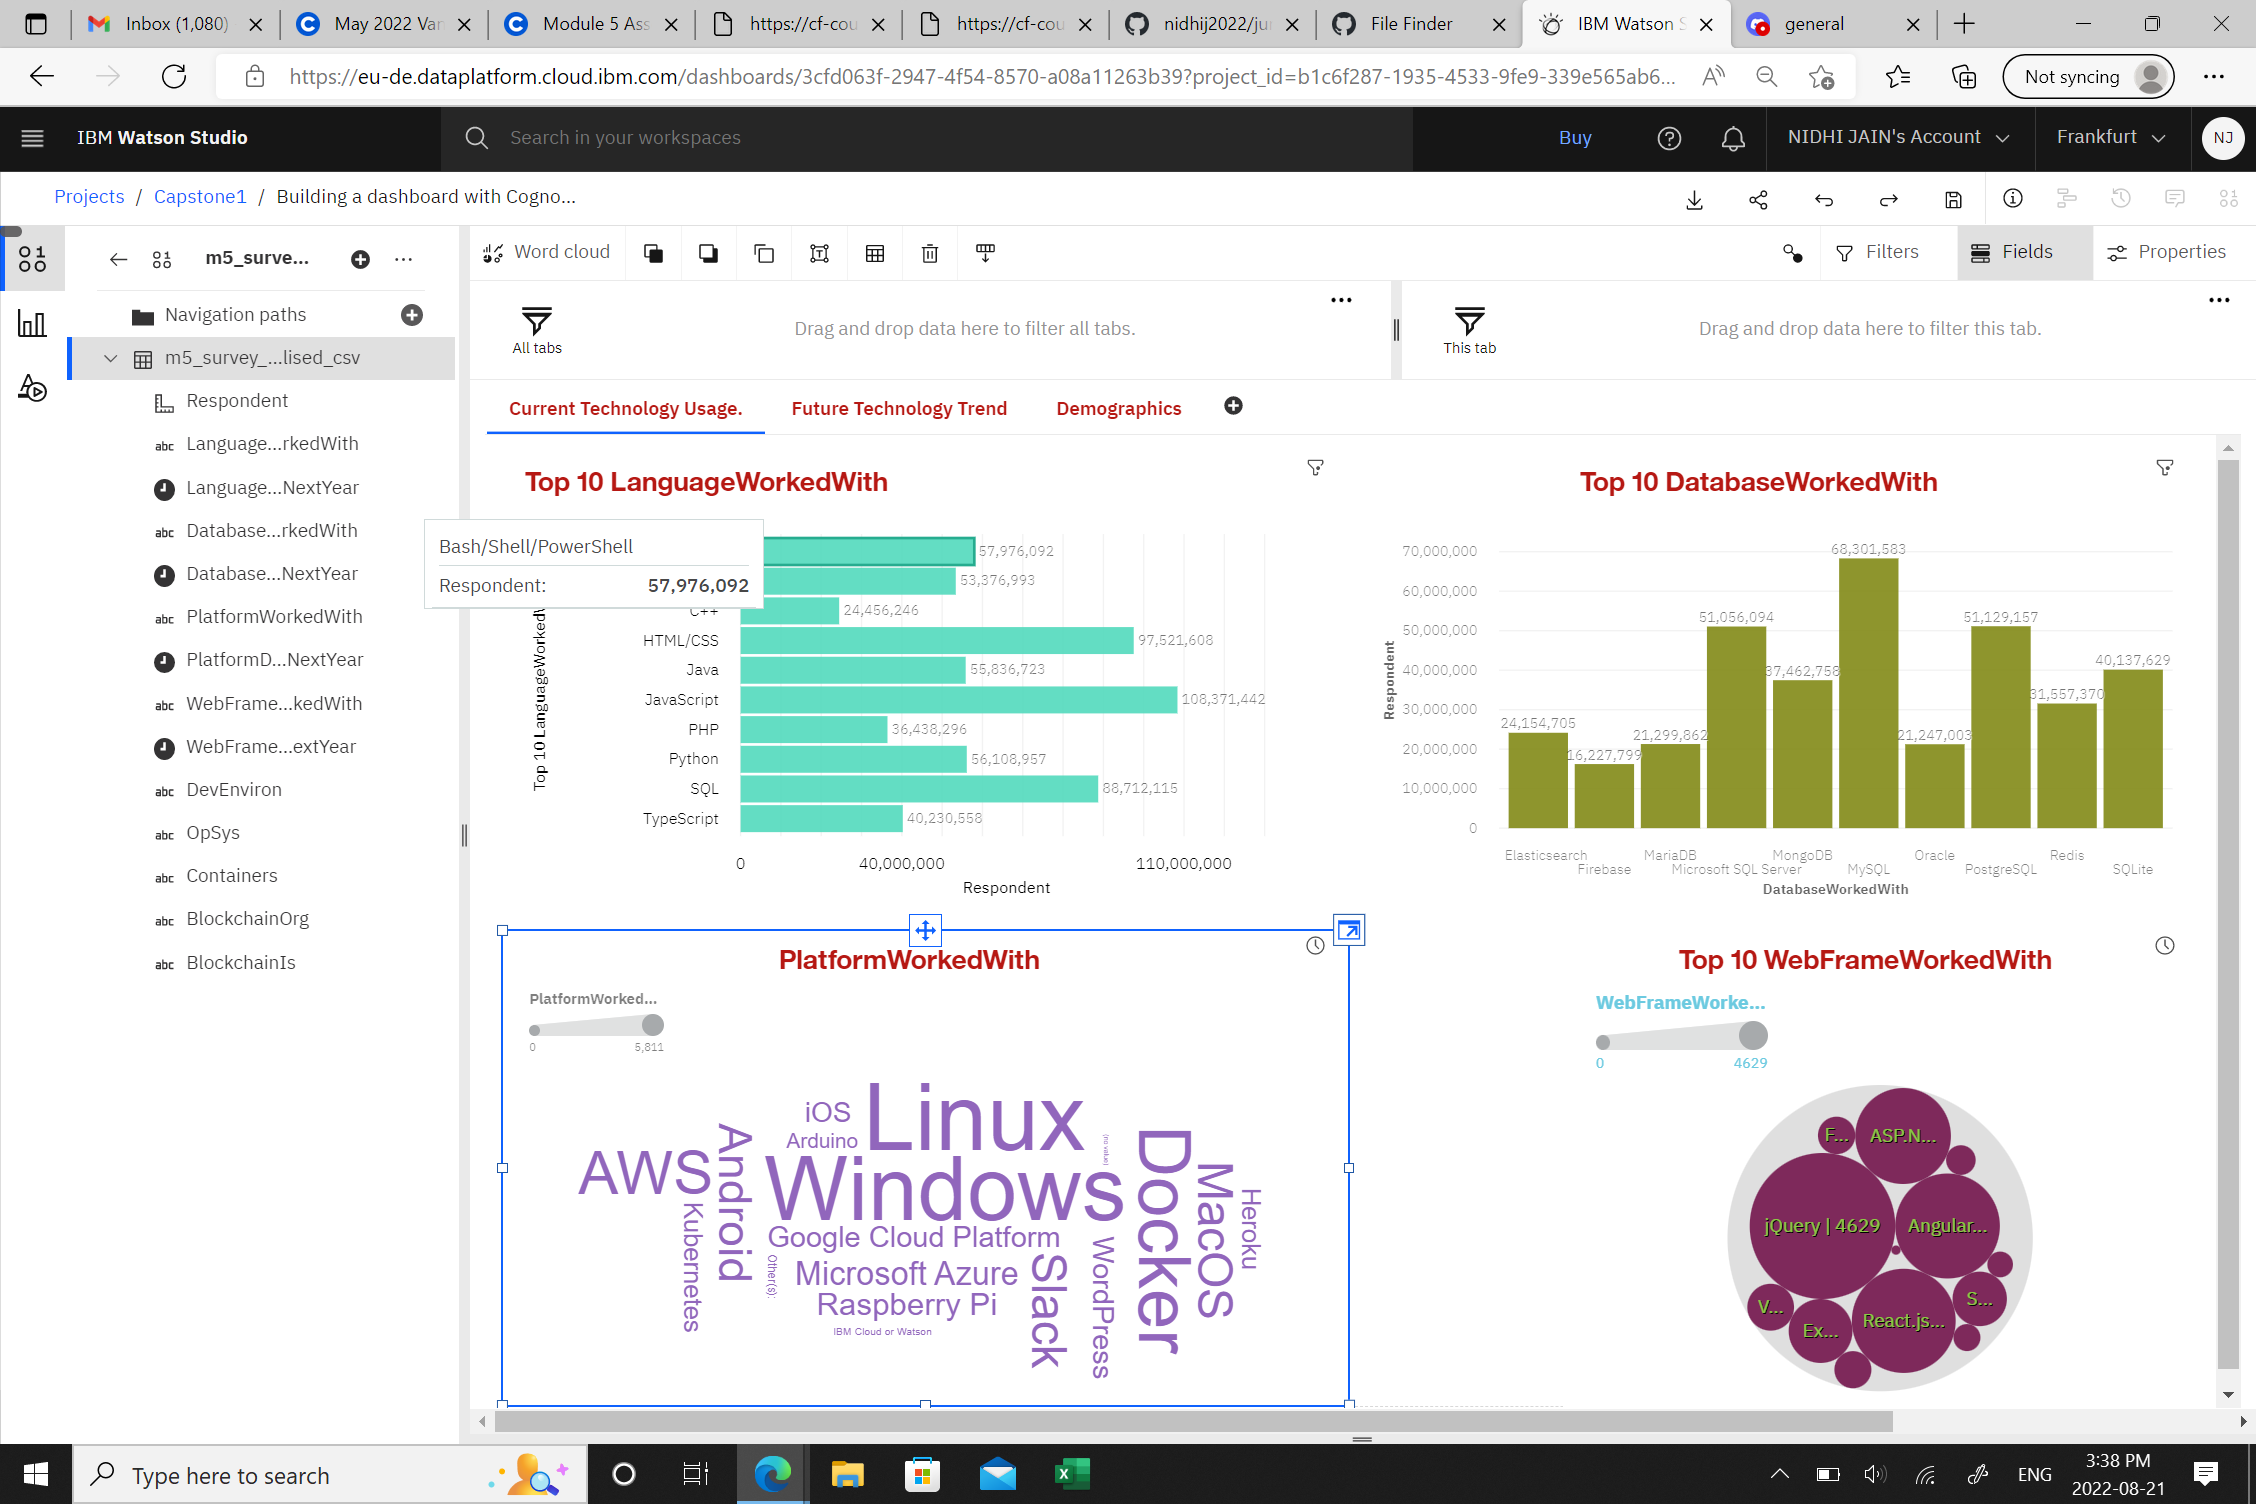 Inbox (1,080)
May 2022 Van
Module 5 Ass
https://cf-cou
https://cf-cou
nidhij2022/jun
File Finder
IBM Watson S
general
https://eu-de.dataplatform.cloud.ibm.com/dashboards/3cfd063f-2947-4f54-8570-a08a11263b39?project_id=b1c6f287-1935-4533-9fe9-339e565ab6...
Not syncing
IBM Watson Studio
Search in your workspaces
Buy
NIDHI JAIN's Account
Frankfurt
NJ
Projects / Capstone1 / Building a dashboard with Cogno...
m5_surve...
Navigation paths
m5_survey_...lised_csv
Respondent
Language...rkedWith
Language...NextYear
Database...rkedWith
Database...NextYear
PlatformWorkedWith
PlatformD...NextYear
WebFrame...kedWith
WebFrame...extYear
DevEnviron
OpSys
Containers
BlockchainOrg
BlockchainIs
Word cloud
Filters
Fields
Properties
All tabs
Drag and drop data here to filter all tabs.
This tab
Drag and drop data here to filter this tab.
Current Technology Usage.
Future Technology Trend
Demographics
Top 10 LanguageWorkedWith
Bash/Shell/PowerShell
Respondent: 57,976,092
57,976,092
53,376,993
C++ 24,456,246
HTML/CSS 97,521,608
Java 55,836,723
JavaScript 108,371,442
PHP 36,438,296
Python 56,108,957
SQL 88,712,115
TypeScript 40,230,558
0 40,000,000 110,000,000
Respondent
Top 10 LanguageWorkedW
Top 10 DatabaseWorkedWith
Respondent
70,000,000
60,000,000
50,000,000
40,000,000
30,000,000
20,000,000
10,000,000
0
24,154,705
16,227,799
21,299,862
51,056,094
37,462,758
68,301,583
21,247,003
51,129,157
31,557,370
40,137,629
Elasticsearch
Firebase
MariaDB
Microsoft SQL Server
MongoDB
MySQL
Oracle
PostgreSQL
Redis
SQLite
DatabaseWorkedWith
PlatformWorkedWith
PlatformWorked...
0 5,811
iOS
Linux
Arduino
AWS
Android
Windows
Docker
MacOS
Heroku
Kubernetes
Google Cloud Platform
Other(s):
Microsoft Azure
Slack
WordPress
Raspberry Pi
IBM Cloud or Watson
Top 10 WebFrameWorkedWith
WebFrameWorke...
0 4629
F...
ASP.N...
jQuery | 4629
Angular...
V...
Ex...
React.js...
S...
Type here to search
ENG
3:38 PM
2022-08-21